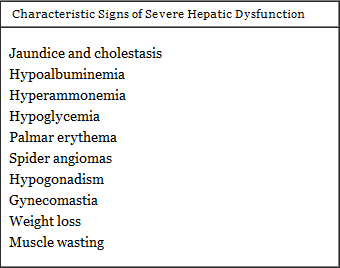 Characteristic Signs of Severe Hepatic Dysfunction
Jaundice and cholestasis
Hypoalbuminemia
Hyperammonemia
Hypoglycemia
Palmar erythema
Spider angiomas
Hypogonadism
Gynecomastia
Weight loss
Muscle wasting